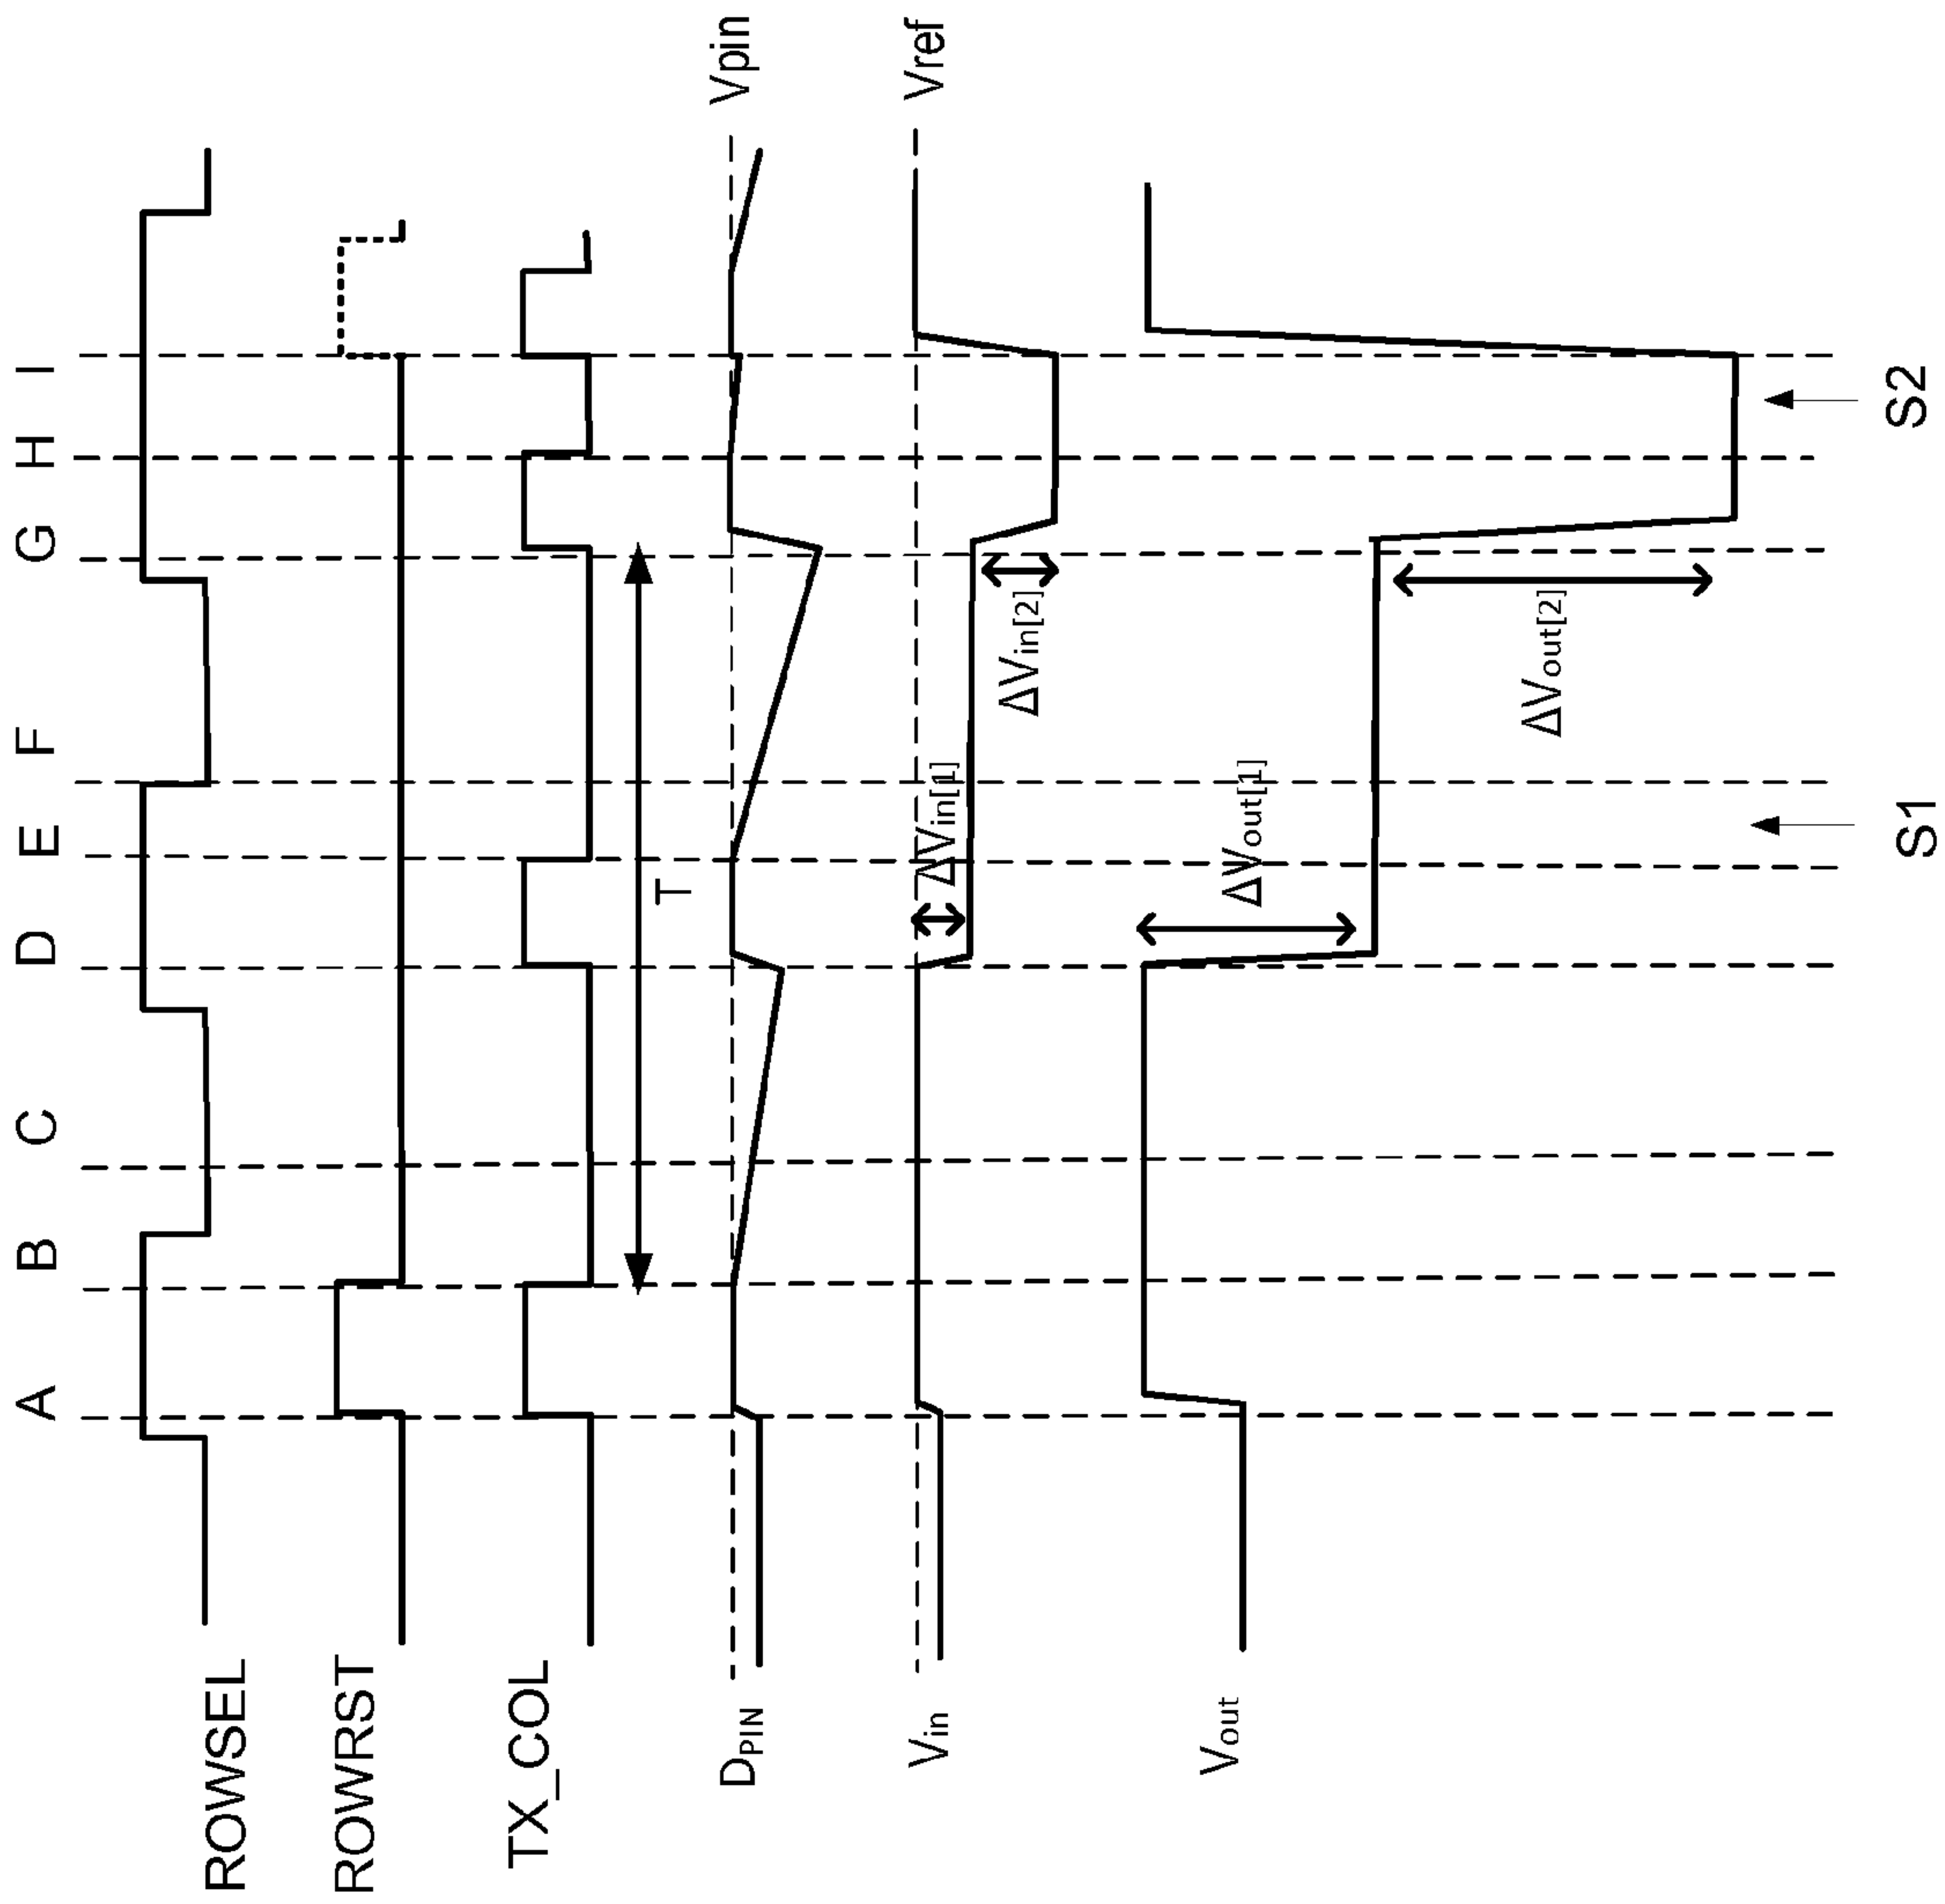 A B C D E F G H I
ROWSEL
ROWRST
TX_COL
T
DPIN
Vpin
Vin
Vref
ΔVin[1]
ΔVin[2]
Vout
ΔVout[1]
ΔVout[2]
S1
S2